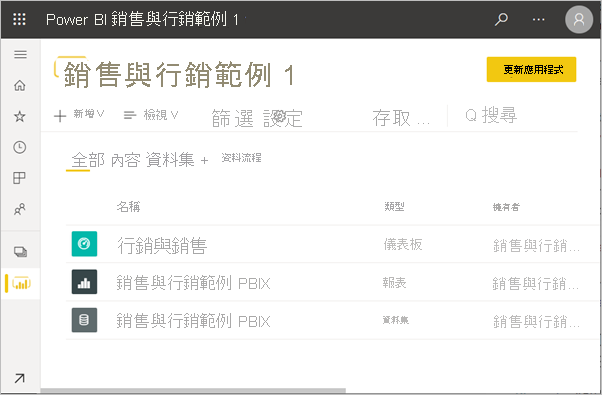 Power BI 銷售與行銷範例 1
銷售與行銷範例 1
更新應用程式
新增 檢視 篩選 設定 存取 ... 搜尋
全部 內容 資料集 + 資料流程
名稱 類型 擁有者
行銷與銷售 儀表板 銷售與行銷...
銷售與行銷範例 PBIX 報表 銷售與行銷...
銷售與行銷範例 PBIX 資料集 銷售與行銷...